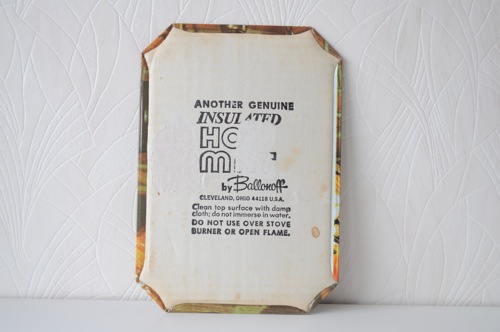 ANOTHER GENUINE
INSULATED
by Ballonoff
CLEVELAND, OHIO 44118 U.S.A.
Clean top surface with damp
cloth; do not immerse in water.
DO NOT USE OVER STOVE
BURNER OR OPEN FLAME.